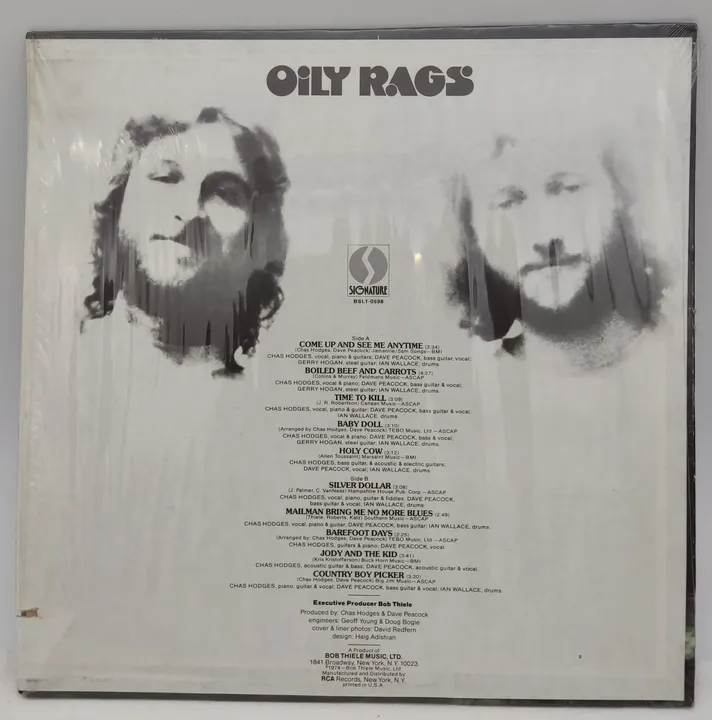 OILY RAGS
SIGNATURE
BSL1-0598
Side A
COME UP AND SEE ME ANYTIME (3:34)
(Chas Hodges, Dave Peacock) Jamarnie/Sam Songs—BMI
CHAS HODGES, vocal, piano & guitars; DAVE PEACOCK, bass guitar, vocal;
GERRY HOGAN, steel guitar; IAN WALLACE, drums.
BOILED BEEF AND CARROTS (4:27)
(Collins & Murray) Feldmans Music—ASCAP
CHAS HODGES, vocal & piano; DAVE PEACOCK, bass guitar & vocal;
GERRY HOGAN, steel guitar; IAN WALLACE, drums.
TIME TO KILL (3:09)
(J. R. Robertson) Canaan Music—ASCAP
CHAS HODGES, vocal, piano & guitar; DAVE PEACOCK, bass guitar & vocal;
IAN WALLACE, drums.
BABY DOLL (3:10)
(Arranged by Chas Hodges, Dave Peacock) TEBO Music, Ltd.—ASCAP
CHAS HODGES, vocal & guitar; DAVE PEACOCK, bass & vocal;
GERRY HOGAN, steel guitar; IAN WALLACE, drums.
HOLY COW (3:12)
(Allen Toussaint) Marsaint Music—BMI
CHAS HODGES, bass guitar, & acoustic & electric guitars;
DAVE PEACOCK, vocal; IAN WALLACE, drums.
Side B
SILVER DOLLAR (3:08)
(J. Palmer, C. VanNess) Hampshire House Pub. Corp.—ASCAP
CHAS HODGES, vocal, piano, guitar & fiddles; DAVE PEACOCK,
bass guitar & vocal; IAN WALLACE, drums.
MAILMAN BRING ME NO MORE BLUES (2:49)
(Thiele, Roberts, Katz) Southern Music—ASCAP
CHAS HODGES, vocal, piano & guitar; DAVE PEACOCK, bass guitar; IAN WALLACE, drums.
BAREFOOT DAYS (2:25)
(Arranged by: Chas Hodges, Dave Peacock) TEBO Music, Ltd.—ASCAP
CHAS HODGES, guitars & piano; DAVE PEACOCK, vocal.
JODY AND THE KID (3:41)
(Kris Kristofferson) Buck Horn Music—BMI
CHAS HODGES, acoustic guitar & bass; DAVE PEACOCK, acoustic guitar & vocal.
COUNTRY BOY PICKER (3:20)
(Chas Hodges, Dave Peacock) Big Jim Music—ASCAP
CHAS HODGES, piano, guitar & vocal; DAVE PEACOCK, bass guitar & vocal; IAN WALLACE, drums.
Executive Producer Bob Thiele
Produced by: Chas Hodges & Dave Peacock
engineers: Geoff Young & Doug Bogie
cover & liner photos: David Redfern
design: Haig Adishian
A Product of
BOB THIELE MUSIC, LTD.
1841 Broadway, New York, N.Y. 10023
©1974—Bob Thiele Music, Ltd.
Manufactured and Distributed by
RCA Records, New York, N.Y.
printed in U.S.A.